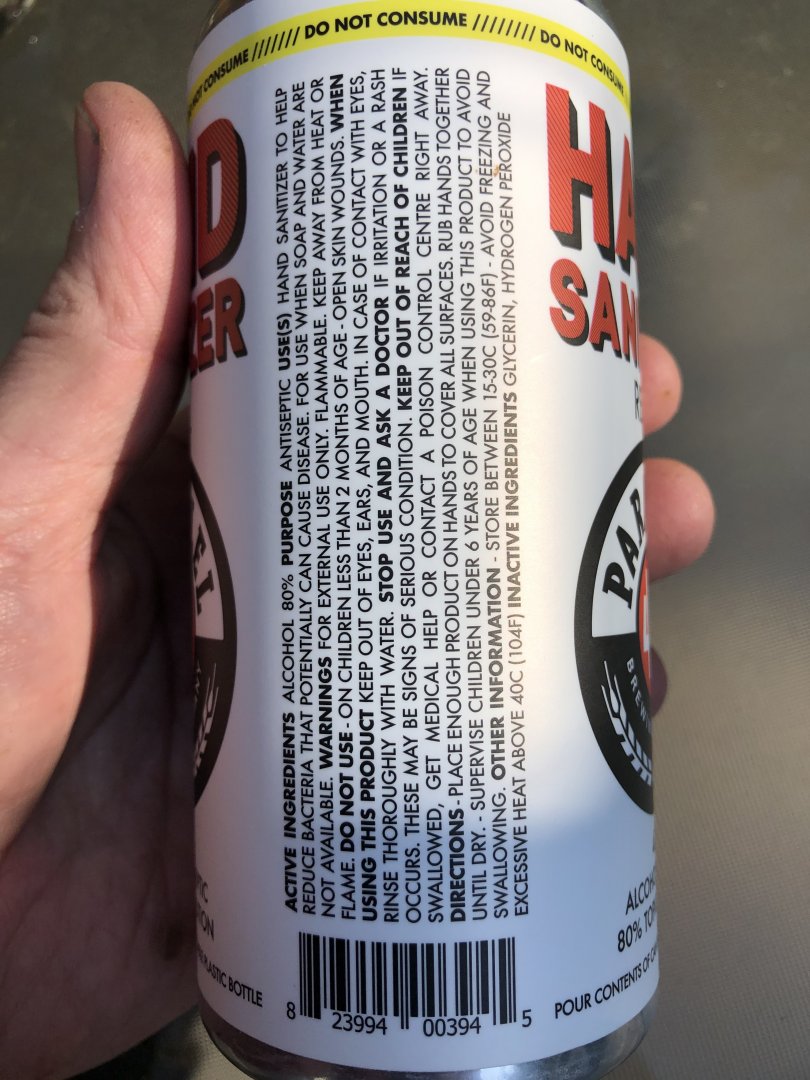 DO NOT CONSUME //////// DO NOT CONSUME //////// DO NOT CONSUME
ACTIVE INGREDIENTS ALCOHOL 80% PURPOSE ANTISEPTIC USE(S) HAND SANITIZER TO HELP
REDUCE BACTERIA THAT POTENTIALLY CAN CAUSE DISEASE. FOR USE WHEN SOAP AND WATER ARE
NOT AVAILABLE. WARNINGS FOR EXTERNAL USE ONLY. FLAMMABLE. KEEP AWAY FROM HEAT OR
FLAME. DO NOT USE - ON CHILDREN LESS THAN 2 MONTHS OF AGE - OPEN SKIN WOUNDS. WHEN
USING THIS PRODUCT KEEP OUT OF EYES, EARS, AND MOUTH. IN CASE OF CONTACT WITH EYES,
RINSE THOROUGHLY WITH WATER. STOP USE AND ASK A DOCTOR IF IRRITATION OR A RASH
OCCURS. THESE MAY BE SIGNS OF SERIOUS CONDITION. KEEP OUT OF REACH OF CHILDREN IF
SWALLOWED, GET MEDICAL HELP OR CONTACT A POISON CONTROL CENTRE RIGHT AWAY.
DIRECTIONS - PLACE ENOUGH PRODUCT ON HANDS TO COVER ALL SURFACES. RUB HANDS TOGETHER
UNTIL DRY. - SUPERVISE CHILDREN UNDER 6 YEARS OF AGE WHEN USING THIS PRODUCT TO AVOID
SWALLOWING. OTHER INFORMATION - STORE BETWEEN 15-30C (59-86F) - AVOID FREEZING AND
EXCESSIVE HEAT ABOVE 40C (104F) INACTIVE INGREDIENTS GLYCERIN, HYDROGEN PEROXIDE
8 23994 00394 5
PLASTIC BOTTLE
HA
SAN
PAR
BREW
ALCOHO
80% TO
POUR CONTENTS OF